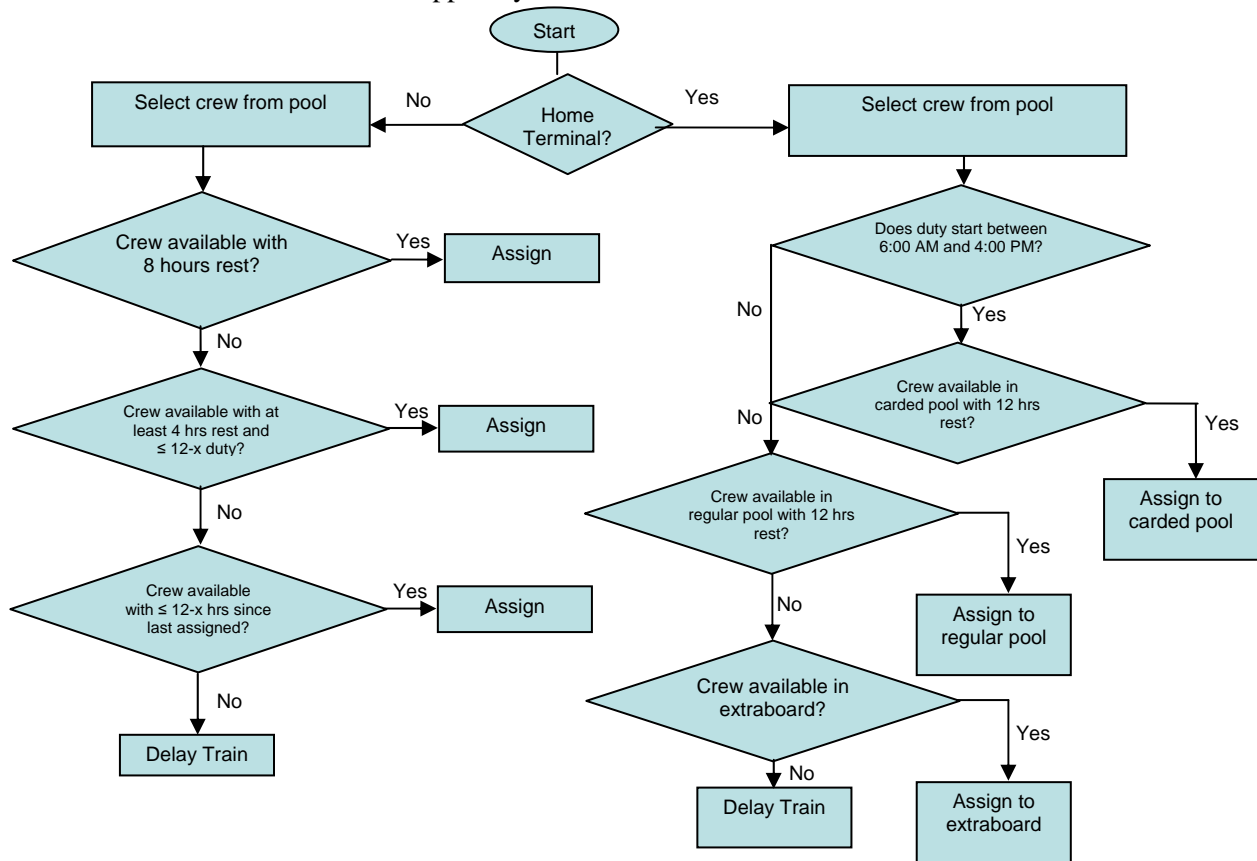 Start
Home
Terminal?
No
Yes
Select crew from pool
Select crew from pool
Crew available with
8 hours rest?
Yes
Assign
No
Crew available with at
least 4 hrs rest and
≤ 12-x duty?
Yes
Assign
No
Crew available
with ≤ 12-x hrs since
last assigned?
Yes
Assign
No
Delay Train
Does duty start between
6:00 AM and 4:00 PM?
No
Yes
Crew available in
carded pool with 12 hrs
rest?
No
Yes
Assign to
carded pool
Crew available in
regular pool with 12 hrs
rest?
Yes
Assign to
regular pool
No
Crew available in
extraboard?
Yes
Assign to
extraboard
No
Delay Train